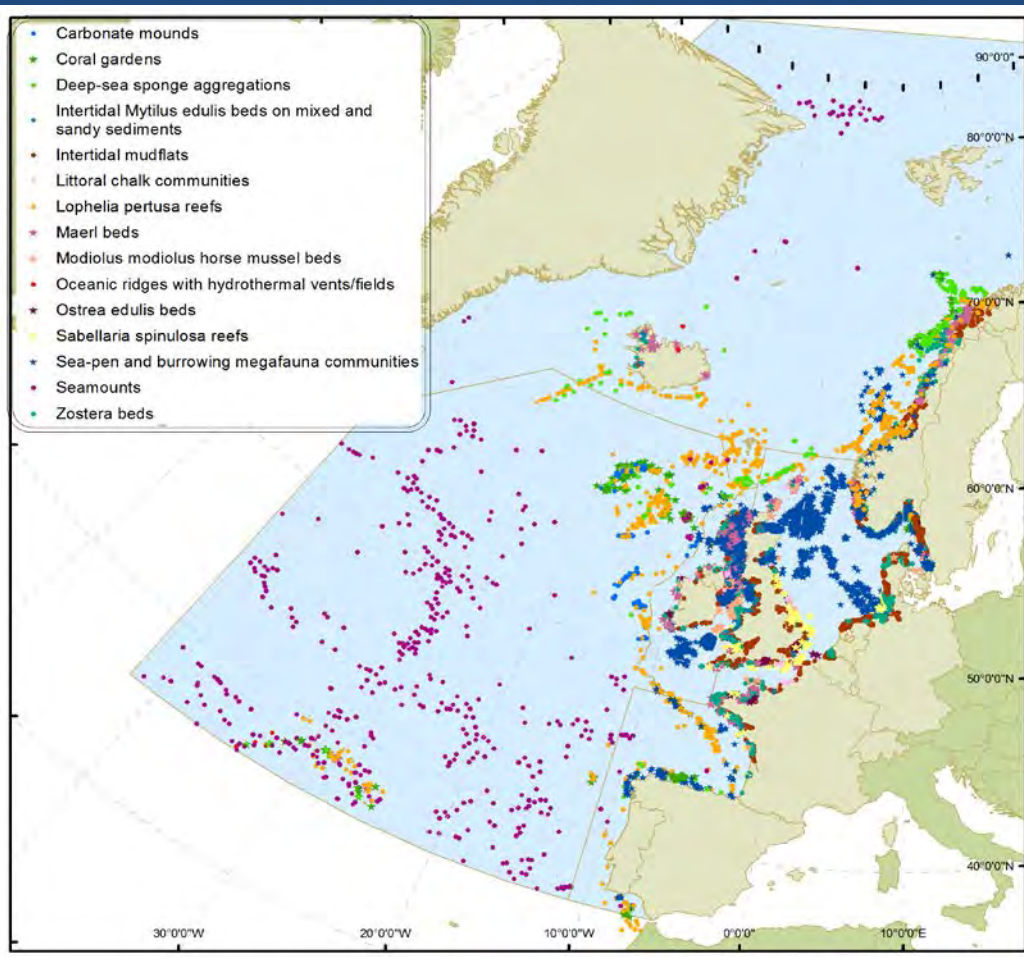 Carbonate mounds
Coral gardens
Deep-sea sponge aggregations
Intertidal Mytilus edulis beds on mixed and
sandy sediments
Intertidal mudflats
Littoral chalk communities
Lophelia pertusa reefs
Maerl beds
Modiolus modiolus horse mussel beds
Oceanic ridges with hydrothermal vents/fields
Ostrea edulis beds
Sabellaria spinulosa reefs
Sea-pen and burrowing megafauna communities
Seamounts
Zostera beds
90°0'0"
80°0'0"N
70°0'0"N
60°0'0"N
50°0'0"N
40°0'0"N
30°0'0"W
20°0'0"W
10°0'0"W
0°0'0"
10°0'0"E